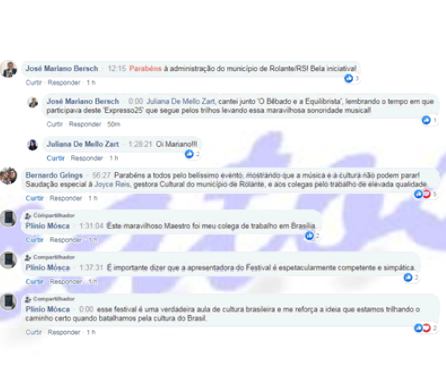 José Mariano Bersch · 12:15 Parabéns à administração do município de Rolante/RS! Bela iniciativa!
3
Curtir · Responder · 1 h
José Mariano Bersch · 0:00 Juliana De Mello Zart, cantei junto 'O Bêbado e a Equilibrista', lembrando o tempo em que
participava deste 'Expresso25' que segue pelos trilhos levando essa maravilhosa sonoridade musical!
1
Curtir · Responder · 50m
Juliana De Mello Zart · 1:28:21 Oi Mariano!!!
2
Curtir · Responder · 1 h
Bernardo Grings · 56:27 Parabéns a todos pelo belíssimo evento, mostrando que a música e a cultura não podem parar!
Saudação especial à Joyce Reis, gestora Cultural do município de Rolante, e aos colegas pelo trabalho de elevada qualidade.
5
Curtir · Responder · 1 h
Compartilhador
Plínio Mósca · 1:31:04 Este maravilhoso Maestro foi meu colega de trabalho em Brasília.
2
Curtir · Responder · 1 h
Compartilhador
Plínio Mósca · 1:37:31 É importante dizer que a apresentadora do Festival é espetacularmente competente e simpática.
2
Curtir · Responder · 1 h
Compartilhador
Plínio Mósca · 0:00 esse festival é uma verdadeira aula de cultura brasileira e me reforça a ideia que estamos trilhando o
caminho certo quando batalhamos pela cultura do Brasil.
2
Curtir · Responder · 1 h